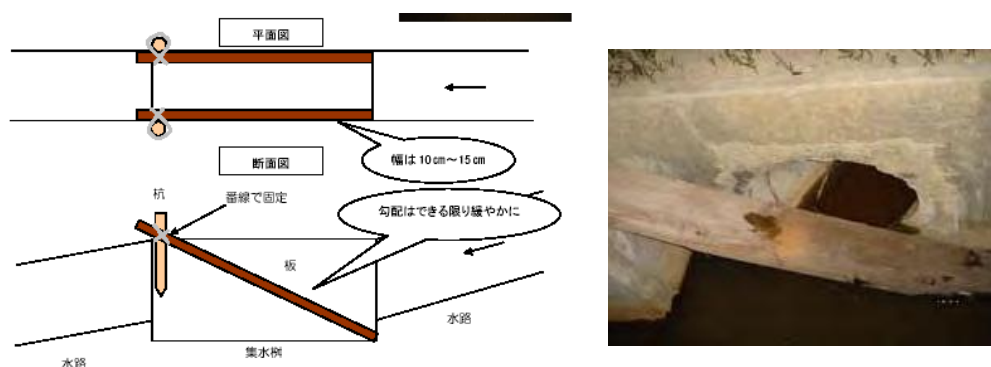 平面図
幅は10cm~15cm
断面図
杭
番線で固定
勾配はできる限り緩やかに
板
水路
集水桝
水路